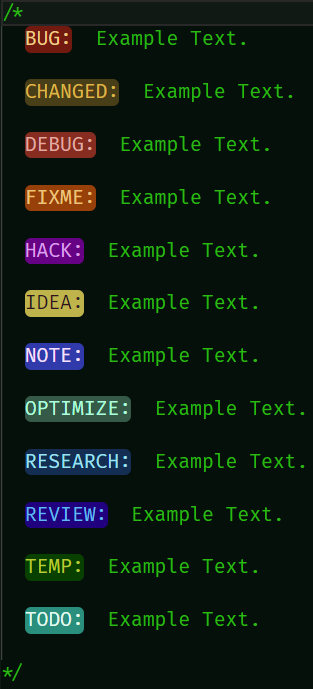 /*
BUG: Example Text.
CHANGED: Example Text.
DEBUG: Example Text.
FIXME: Example Text.
HACK: Example Text.
IDEA: Example Text.
NOTE: Example Text.
OPTIMIZE: Example Text.
RESEARCH: Example Text.
REVIEW: Example Text.
TEMP: Example Text.
TODO: Example Text.
*/